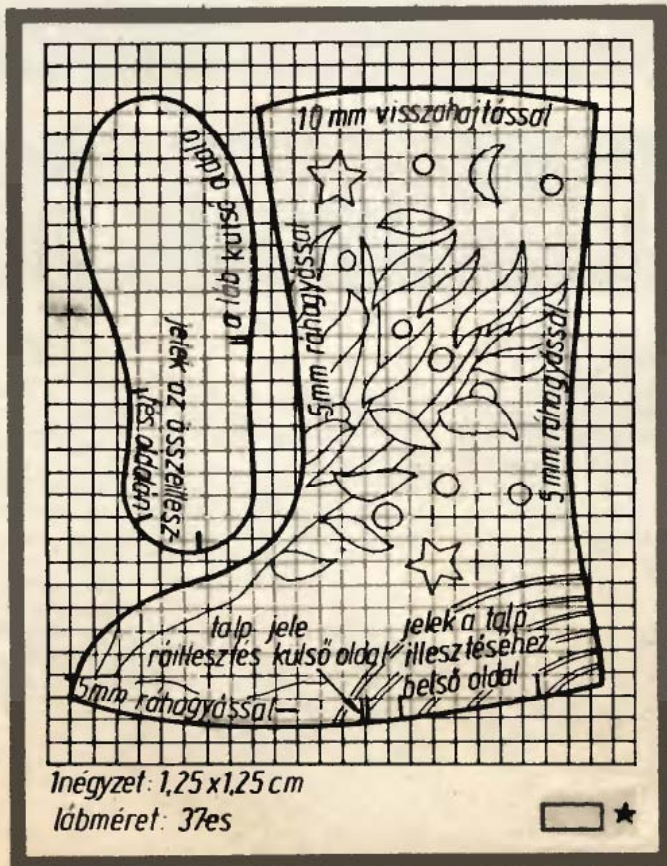 10 mm visszahajtással
a láb külső
oldala
jelek az összeillesz-
tés oldalán
5mm ráhagyással
5 mm ráhagyással
talp jele
ráillesztés külső oldal
jelek a talp
illesztéséhez
belső oldal
5mm ráhagyással
1négyzet: 1,25 x 1,25 cm
lábméret: 37es